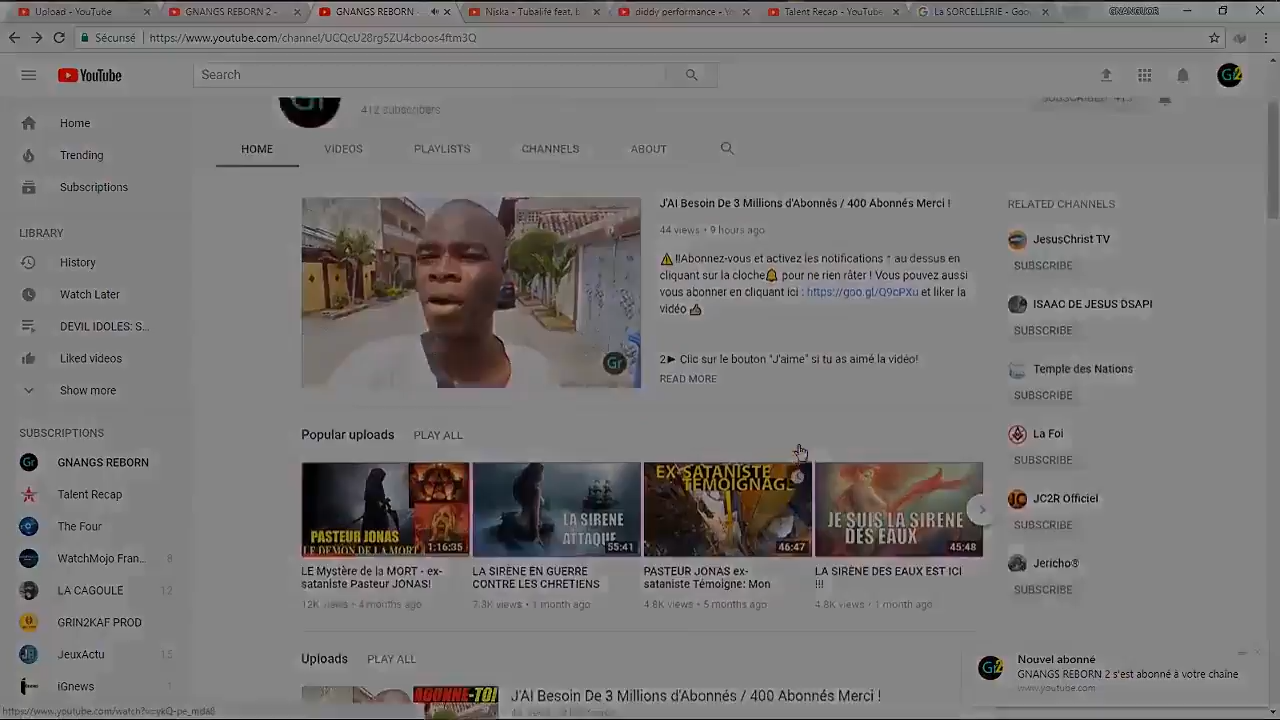 Upload - YouTube
GNANGS REBORN 2 -
GNANGS REBORN -
Niska - Tubalife feat. b
diddy performance - Y
Talent Recap - YouTube
La SORCELLERIE - Goo
GNANGUOR
Sécurisé
https://www.youtube.com/channel/UCQcU28rg5ZU4cboos4ftm3Q
YouTube
Search
412 subscribers
HOME
VIDEOS
PLAYLISTS
CHANNELS
ABOUT
Home
Trending
Subscriptions
LIBRARY
History
Watch Later
DEVIL IDOLES: S...
Liked videos
Show more
SUBSCRIPTIONS
GNANGS REBORN
Talent Recap
The Four
WatchMojo Fran... 8
LA CAGOULE 12
GRIN2KAF PROD
JeuxActu 15
iGnews 1
J'AI Besoin De 3 Millions d'Abonnés / 400 Abonnés Merci !
44 views • 9 hours ago
⚠!!Abonnez-vous et activez les notifications ↑ au dessus en
cliquant sur la cloche🔔 pour ne rien râter ! Vous pouvez aussi
vous abonner en cliquant ici : https://goo.gl/Q9cPXu et liker la
vidéo 👍
2► Clic sur le bouton "J'aime" si tu as aimé la vidéo!
READ MORE
Popular uploads
PLAY ALL
PASTEUR JONAS
LE DEMON DE LA MORT
1:16:35
LE Mystère de la MORT - ex-
sataniste Pasteur JONAS!
12K views • 4 months ago
LA SIRENE
ATTAQUE
55:41
LA SIRÈNE EN GUERRE
CONTRE LES CHRETIENS
7.3K views • 1 month ago
EX-SATANISTE
TÉMOIGNAGE
46:47
PASTEUR JONAS ex-
sataniste Témoigne: Mon
4.8K views • 5 months ago
JE SUIS LA SIRENE
DES EAUX
45:48
LA SIRÈNE DES EAUX EST ICI
!!!
4.8K views • 1 month ago
Uploads
PLAY ALL
ABONNE-TOI
J'AI Besoin De 3 Millions d'Abonnés / 400 Abonnés Merci !
RELATED CHANNELS
JesusChrist TV
SUBSCRIBE
ISAAC DE JESUS DSAPI
SUBSCRIBE
Temple des Nations
SUBSCRIBE
La Foi
SUBSCRIBE
JC2R Officiel
SUBSCRIBE
Jericho®
SUBSCRIBE
Nouvel abonné
GNANGS REBORN 2 s'est abonné à votre chaîne
www.youtube.com